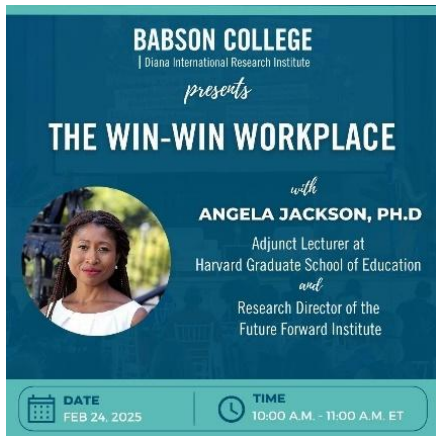 BABSON COLLEGE
| Diana International Research Institute
presents
THE WIN-WIN WORKPLACE
with
ANGELA JACKSON, PH.D
Adjunct Lecturer at
Harvard Graduate School of Education
and
Research Director of the
Future Forward Institute
DATE
FEB 24, 2025
TIME
10:00 A.M. - 11:00 A.M. ET